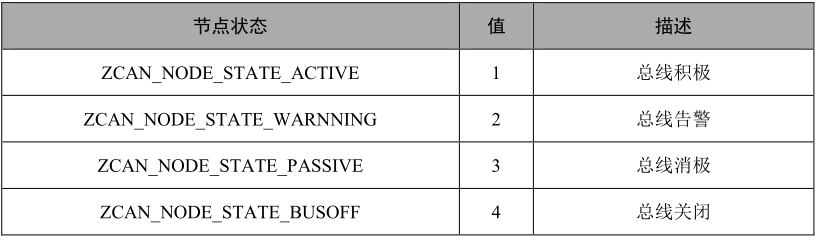 节点状态 值 描述
ZCAN_NODE_STATE_ACTIVE 1 总线积极
ZCAN_NODE_STATE_WARNNING 2 总线告警
ZCAN_NODE_STATE_PASSIVE 3 总线消极
ZCAN_NODE_STATE_BUSOFF 4 总线关闭